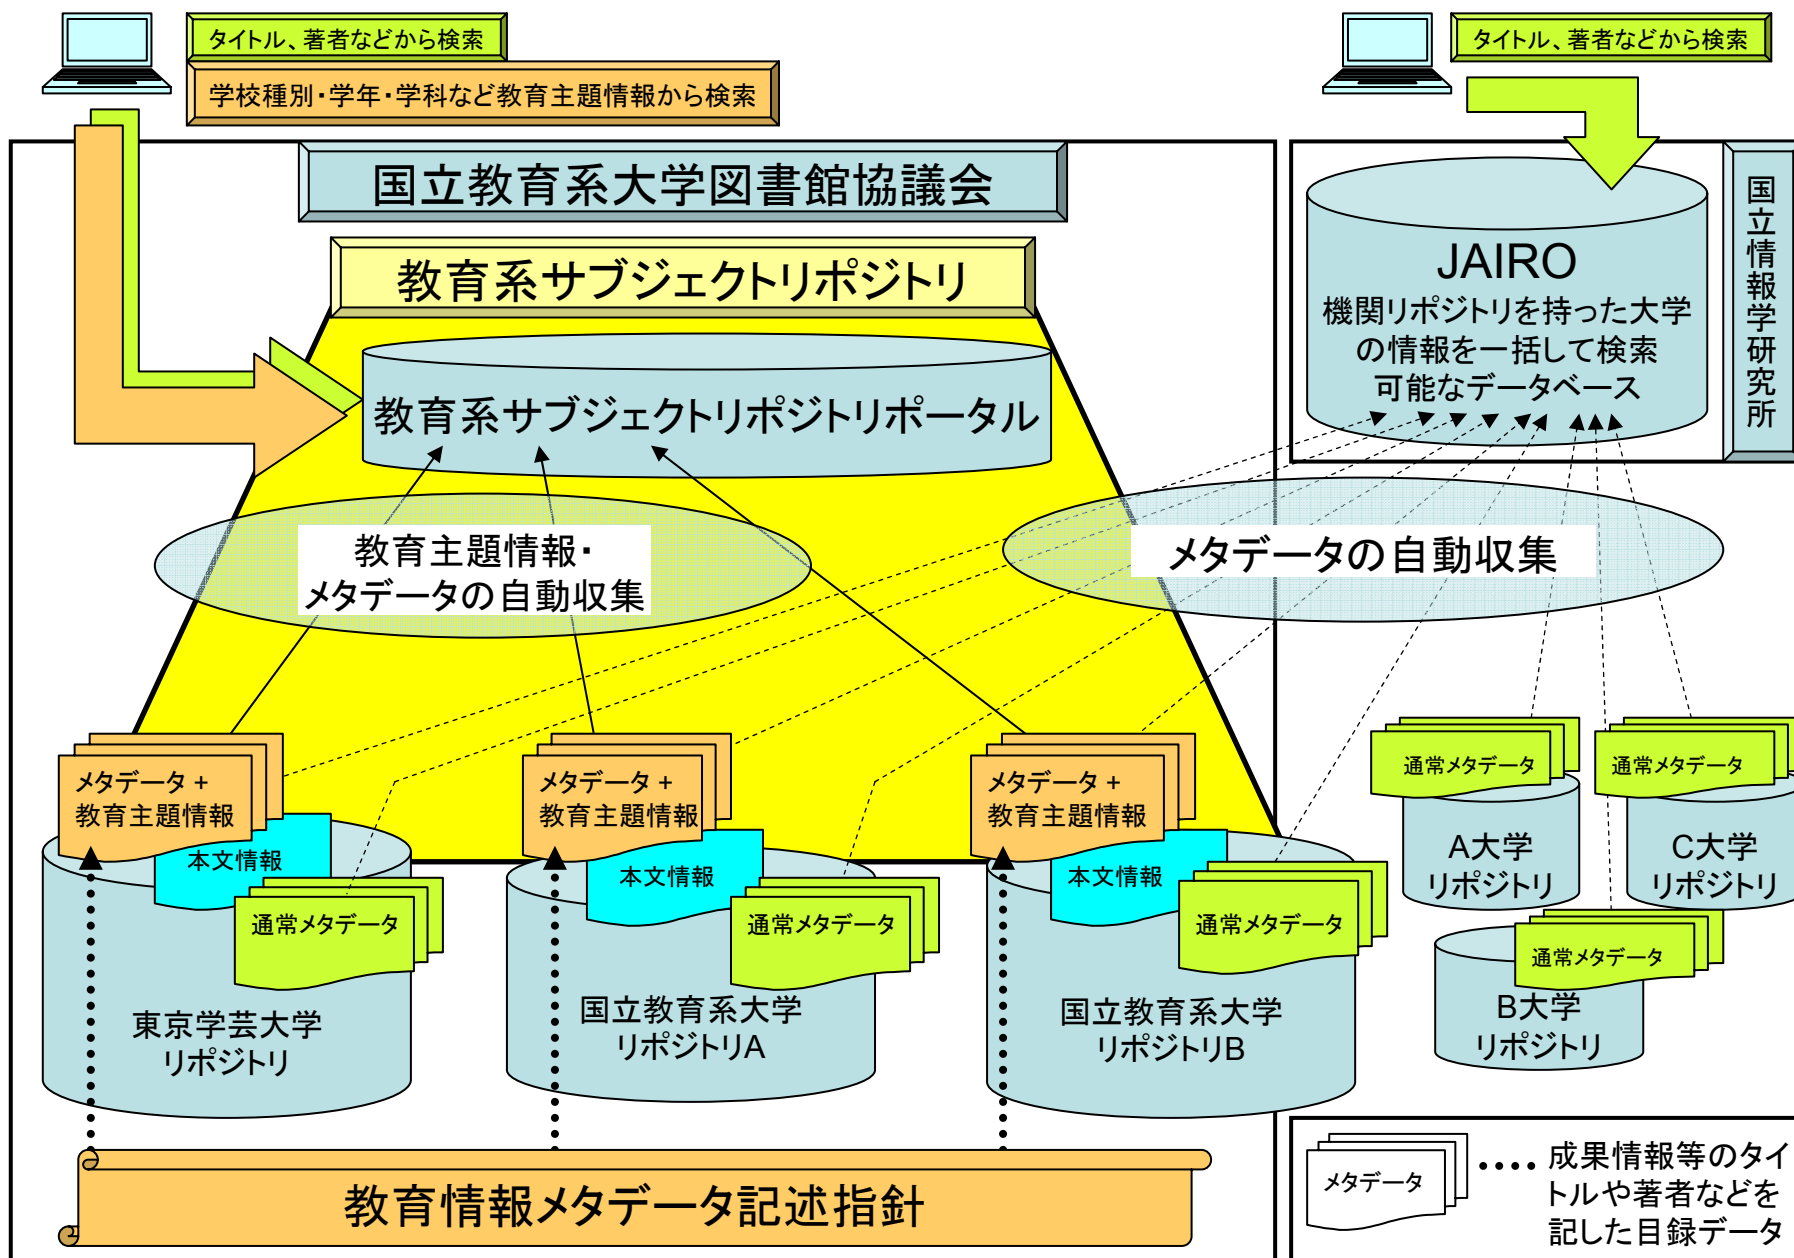 タイトル、著者などから検索
学校種別・学年・学科など教育主題情報から検索
タイトル、著者などから検索
国立教育系大学図書館協議会
教育系サブジェクトリポジトリ
教育系サブジェクトリポジトリポータル
国立情報学研究所
JAIRO
機関リポジトリを持った大学
の情報を一括して検索
可能なデータベース
教育主題情報・
メタデータの自動収集
メタデータの自動収集
メタデータ +
教育主題情報
本文情報
通常メタデータ
東京学芸大学
リポジトリ
メタデータ +
教育主題情報
本文情報
通常メタデータ
国立教育系大学
リポジトリA
メタデータ +
教育主題情報
本文情報
通常メタデータ
国立教育系大学
リポジトリB
通常メタデータ
A大学
リポジトリ
通常メタデータ
C大学
リポジトリ
通常メタデータ
B大学
リポジトリ
教育情報メタデータ記述指針
メタデータ
‥‥ 成果情報等のタイ
トルや著者などを
記した目録データ